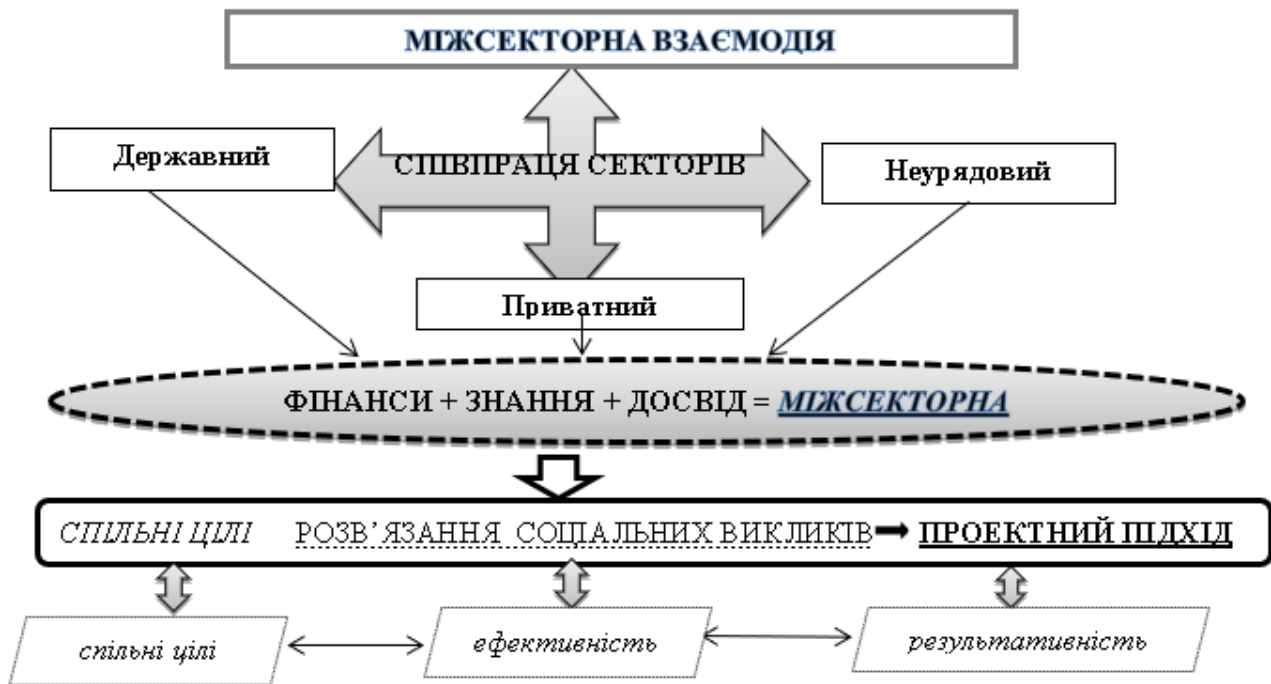 МІЖСЕКТОРНА ВЗАЄМОДІЯ
Державний
СПІВПРАЦЯ СЕКТОРІВ
Неурядовий
Приватний
ФІНАНСИ + ЗНАННЯ + ДОСВІД = МІЖСЕКТОРНА
СПІЛЬНІ ЦІЛІ РОЗВ’ЯЗАННЯ СОЦІАЛЬНИХ ВИКЛИКІВ ➡ ПРОЕКТНИЙ ПІДХІД
спільні цілі
ефективність
результативність